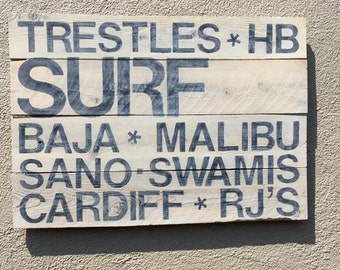 TRESTLES * HB
SURF
BAJA * MALIBU
SANO · SWAMIS
CARDIFF * RJ'S